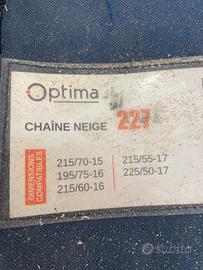 Optima
CHAÎNE NEIGE 227
DIMENSIONS
COMPATIBLES
215/70-15
195/75-16
215/60-16
215/55-17
225/50-17
subito